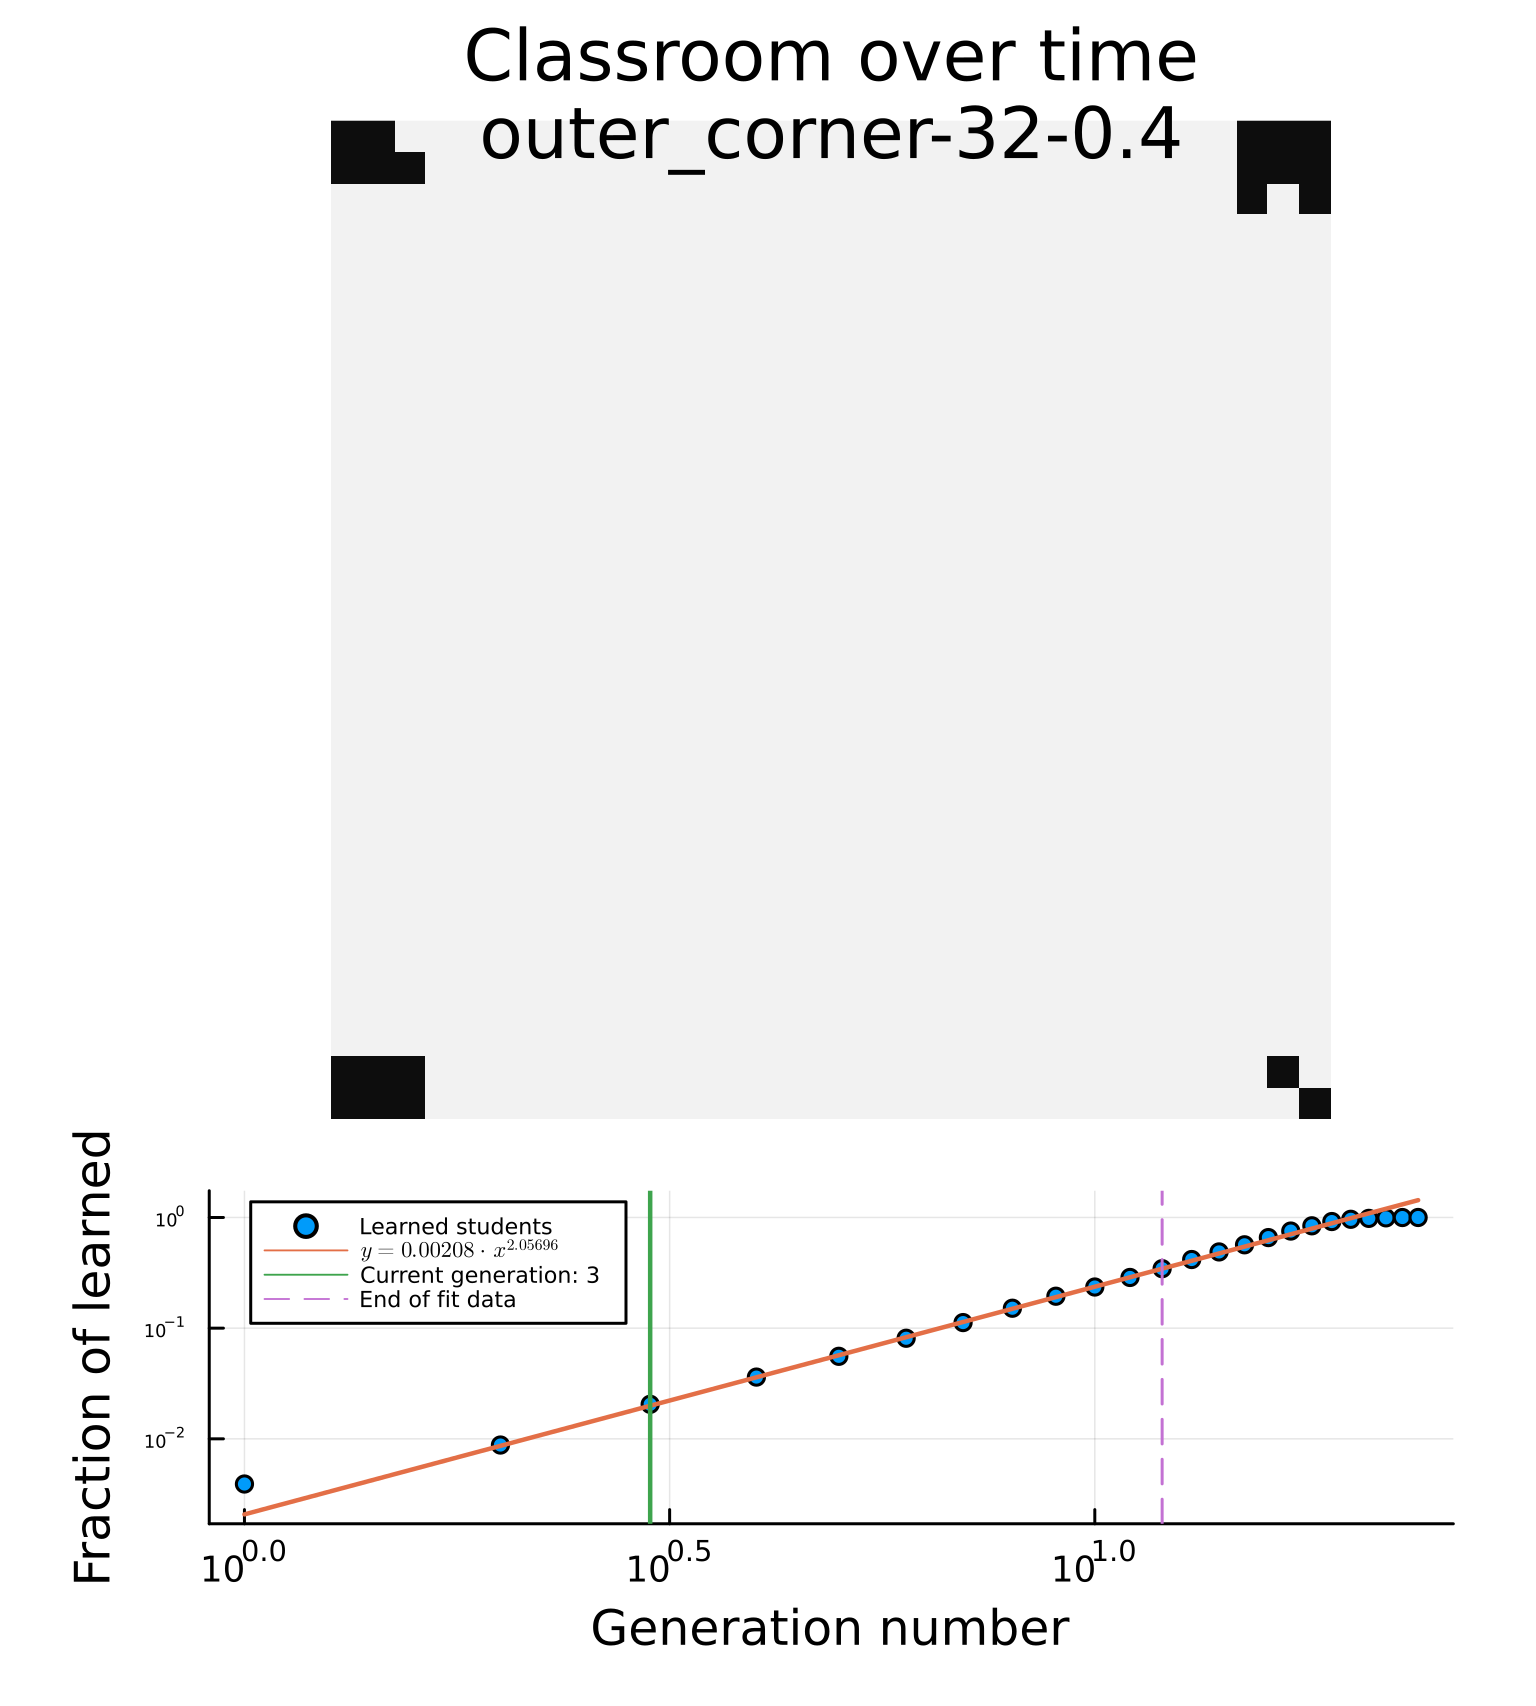 Classroom over time
outer_corner-32-0.4
Fraction of learned
10⁰
10⁻¹
10⁻²
Learned students
y = 0.00208 · x^2.05696
Current generation: 3
End of fit data
10^0.0
10^0.5
10^1.0
Generation number